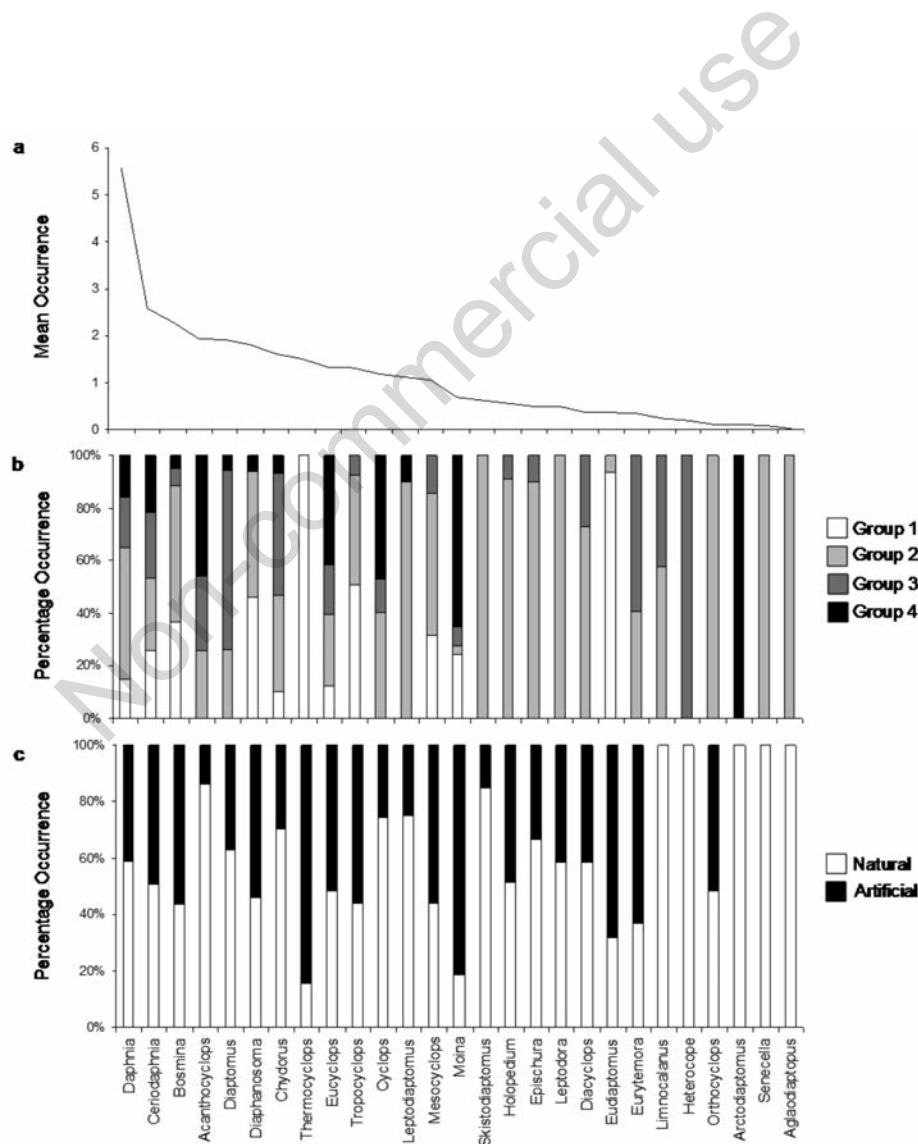 Non-commercial use
a
Mean Occurrence
6
5
4
3
2
1
0
b
Percentage Occurrence
100%
80%
60%
40%
20%
0%
Group 1
Group 2
Group 3
Group 4
c
Percentage Occurrence
100%
80%
60%
40%
20%
0%
Natural
Artificial
Daphnia
Ceriodaphnia
Bosmina
Acanthocyclops
Diaptomus
Diaphanosoma
Chydorus
Thermocyclops
Eucyclops
Tropocyclops
Cyclops
Leptodiaptomus
Mesocyclops
Moina
Skistodiaptomus
Holopedium
Epischura
Leptodora
Diacyclops
Eudiaptomus
Eurytemora
Limnocalanus
Heterocope
Orthocyclops
Arctodiaptomus
Senecella
Aglaodiaptopus